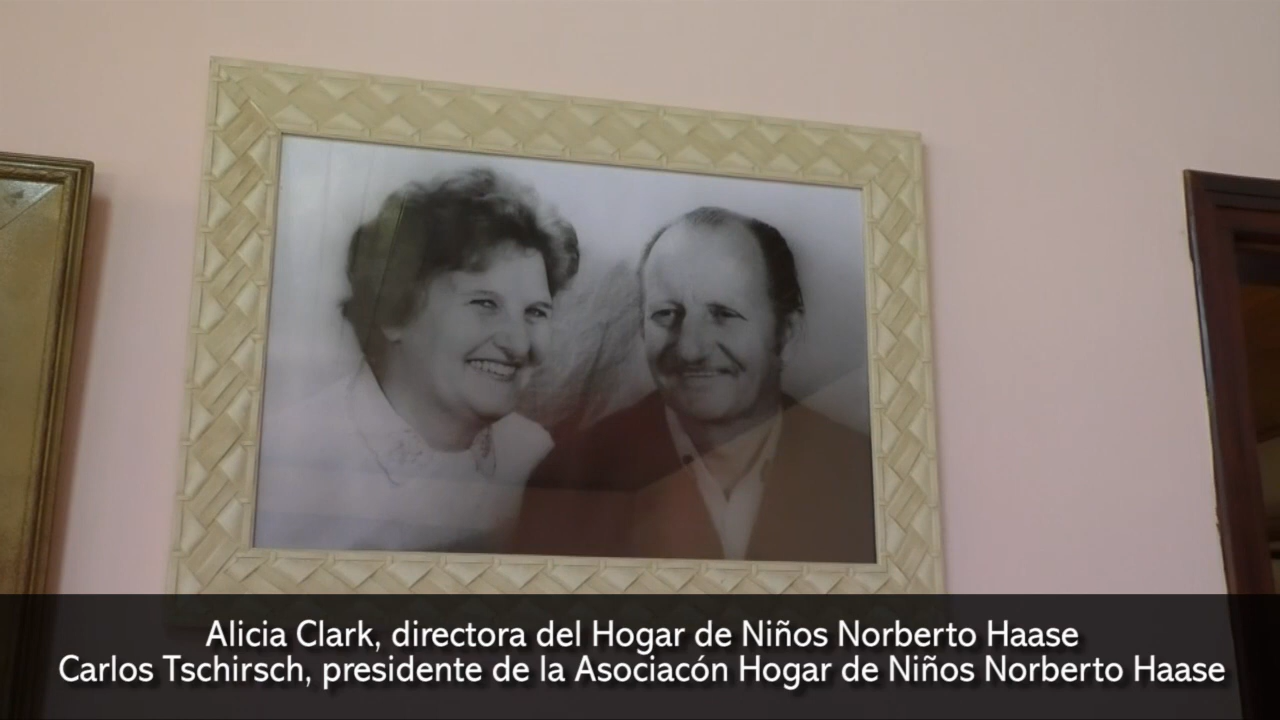 Alicia Clark, directora del Hogar de Niños Norberto Haase
Carlos Tschirsch, presidente de la Asociacón Hogar de Niños Norberto Haase